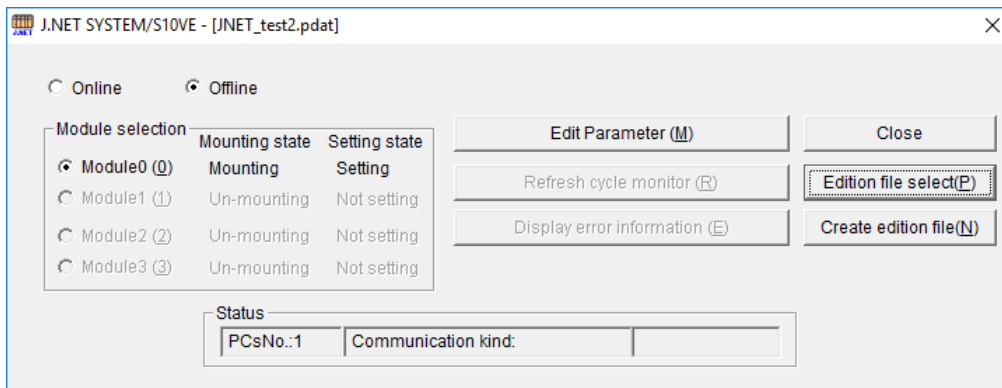 J.NET SYSTEM/S10VE - [JNET_test2.pdat]
Online Offline
Module selection Mounting state Setting state
Module0 (0) Mounting Setting
Module1 (1) Un-mounting Not setting
Module2 (2) Un-mounting Not setting
Module3 (3) Un-mounting Not setting
Edit Parameter (M) Close
Refresh cycle monitor (R) Edition file select(P)
Display error information (E) Create edition file(N)
Status
PCsNo.:1 Communication kind: